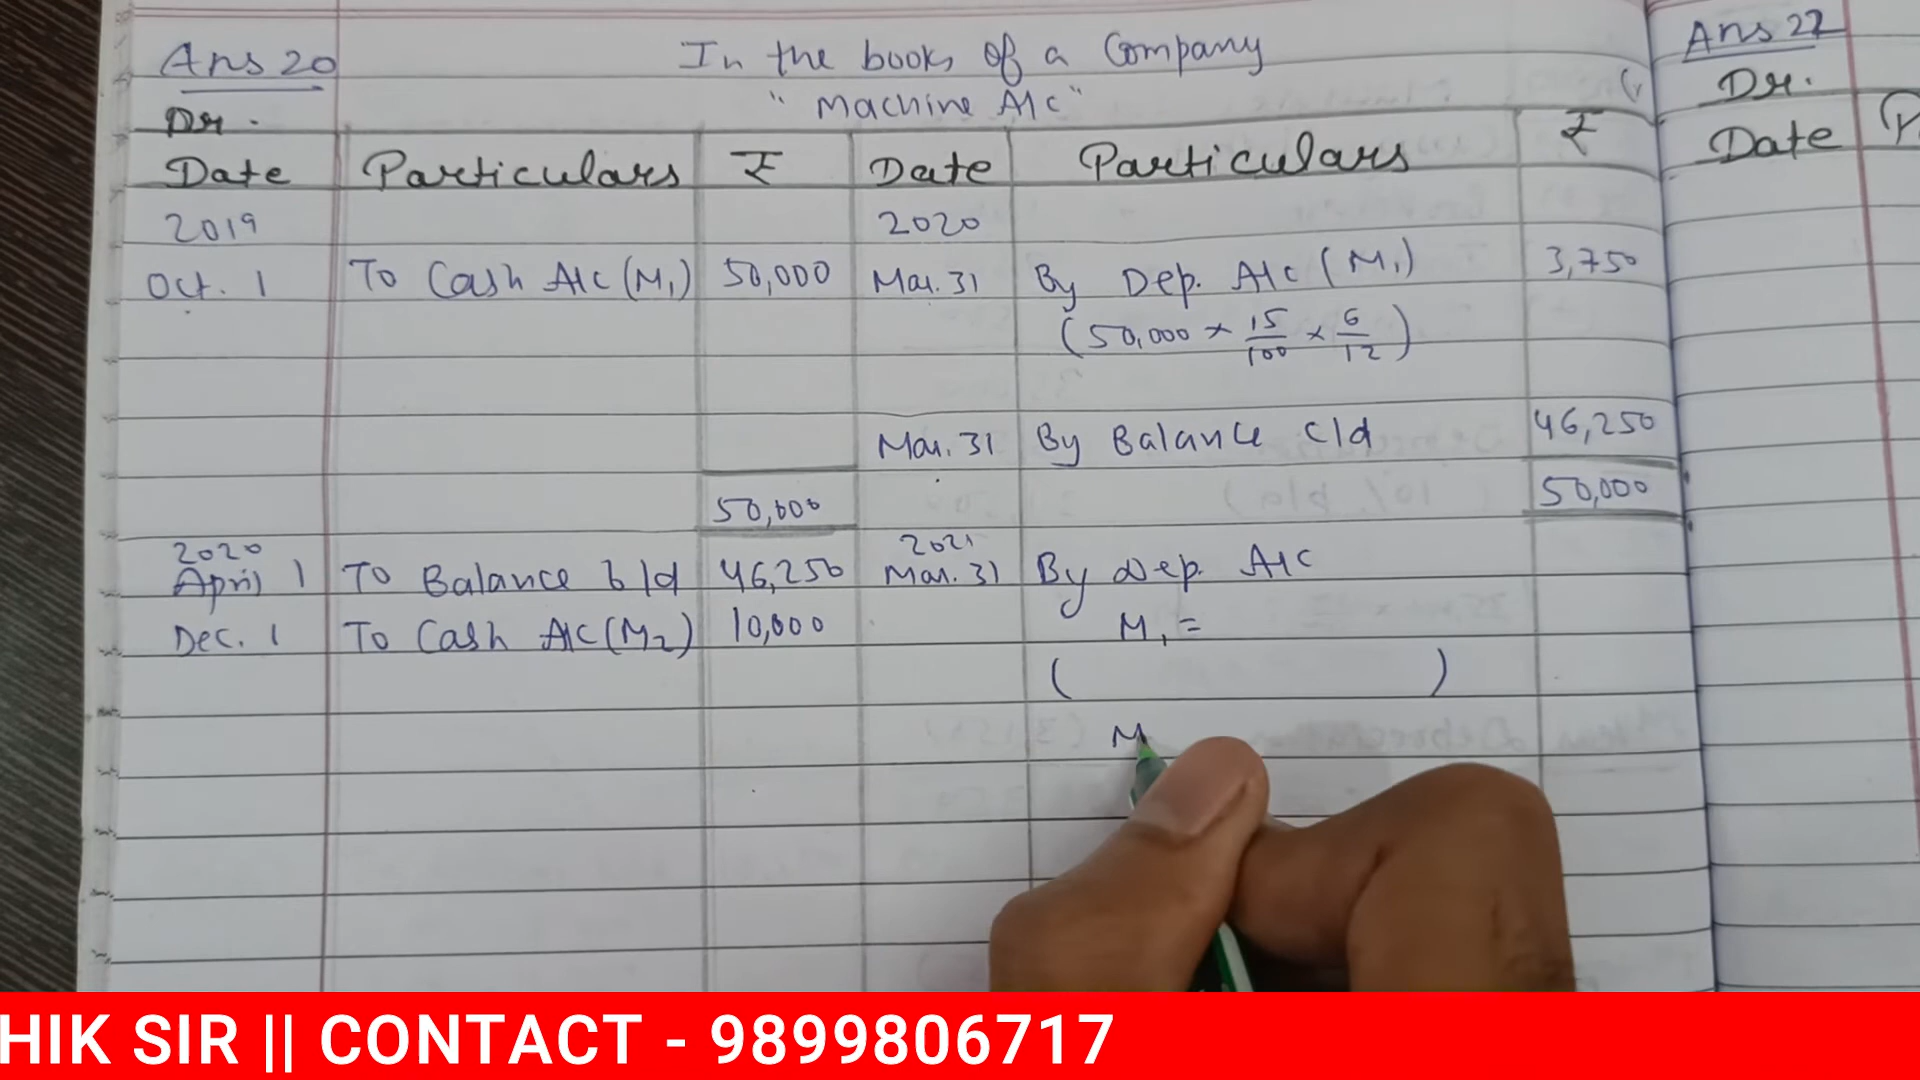 Ans 20 In the books of a Company
Dr. "Machine A/c"
Date Particulars ₹ Date Particulars ₹
2019 2020
Oct. 1 To Cash A/c (M₁) 50,000 Mar. 31 By Dep. A/c (M₁) 3,750
(50,000 × 15/100 × 6/12)
Mar. 31 By Balance c/d 46,250
50,000 50,000
2020 2021
April 1 To Balance b/d 46,250 Mar. 31 By Dep. A/c
Dec. 1 To Cash A/c (M₂) 10,000 M₁ =
( )
M
Ans 22
Dr.
Date P
HIK SIR || CONTACT - 9899806717